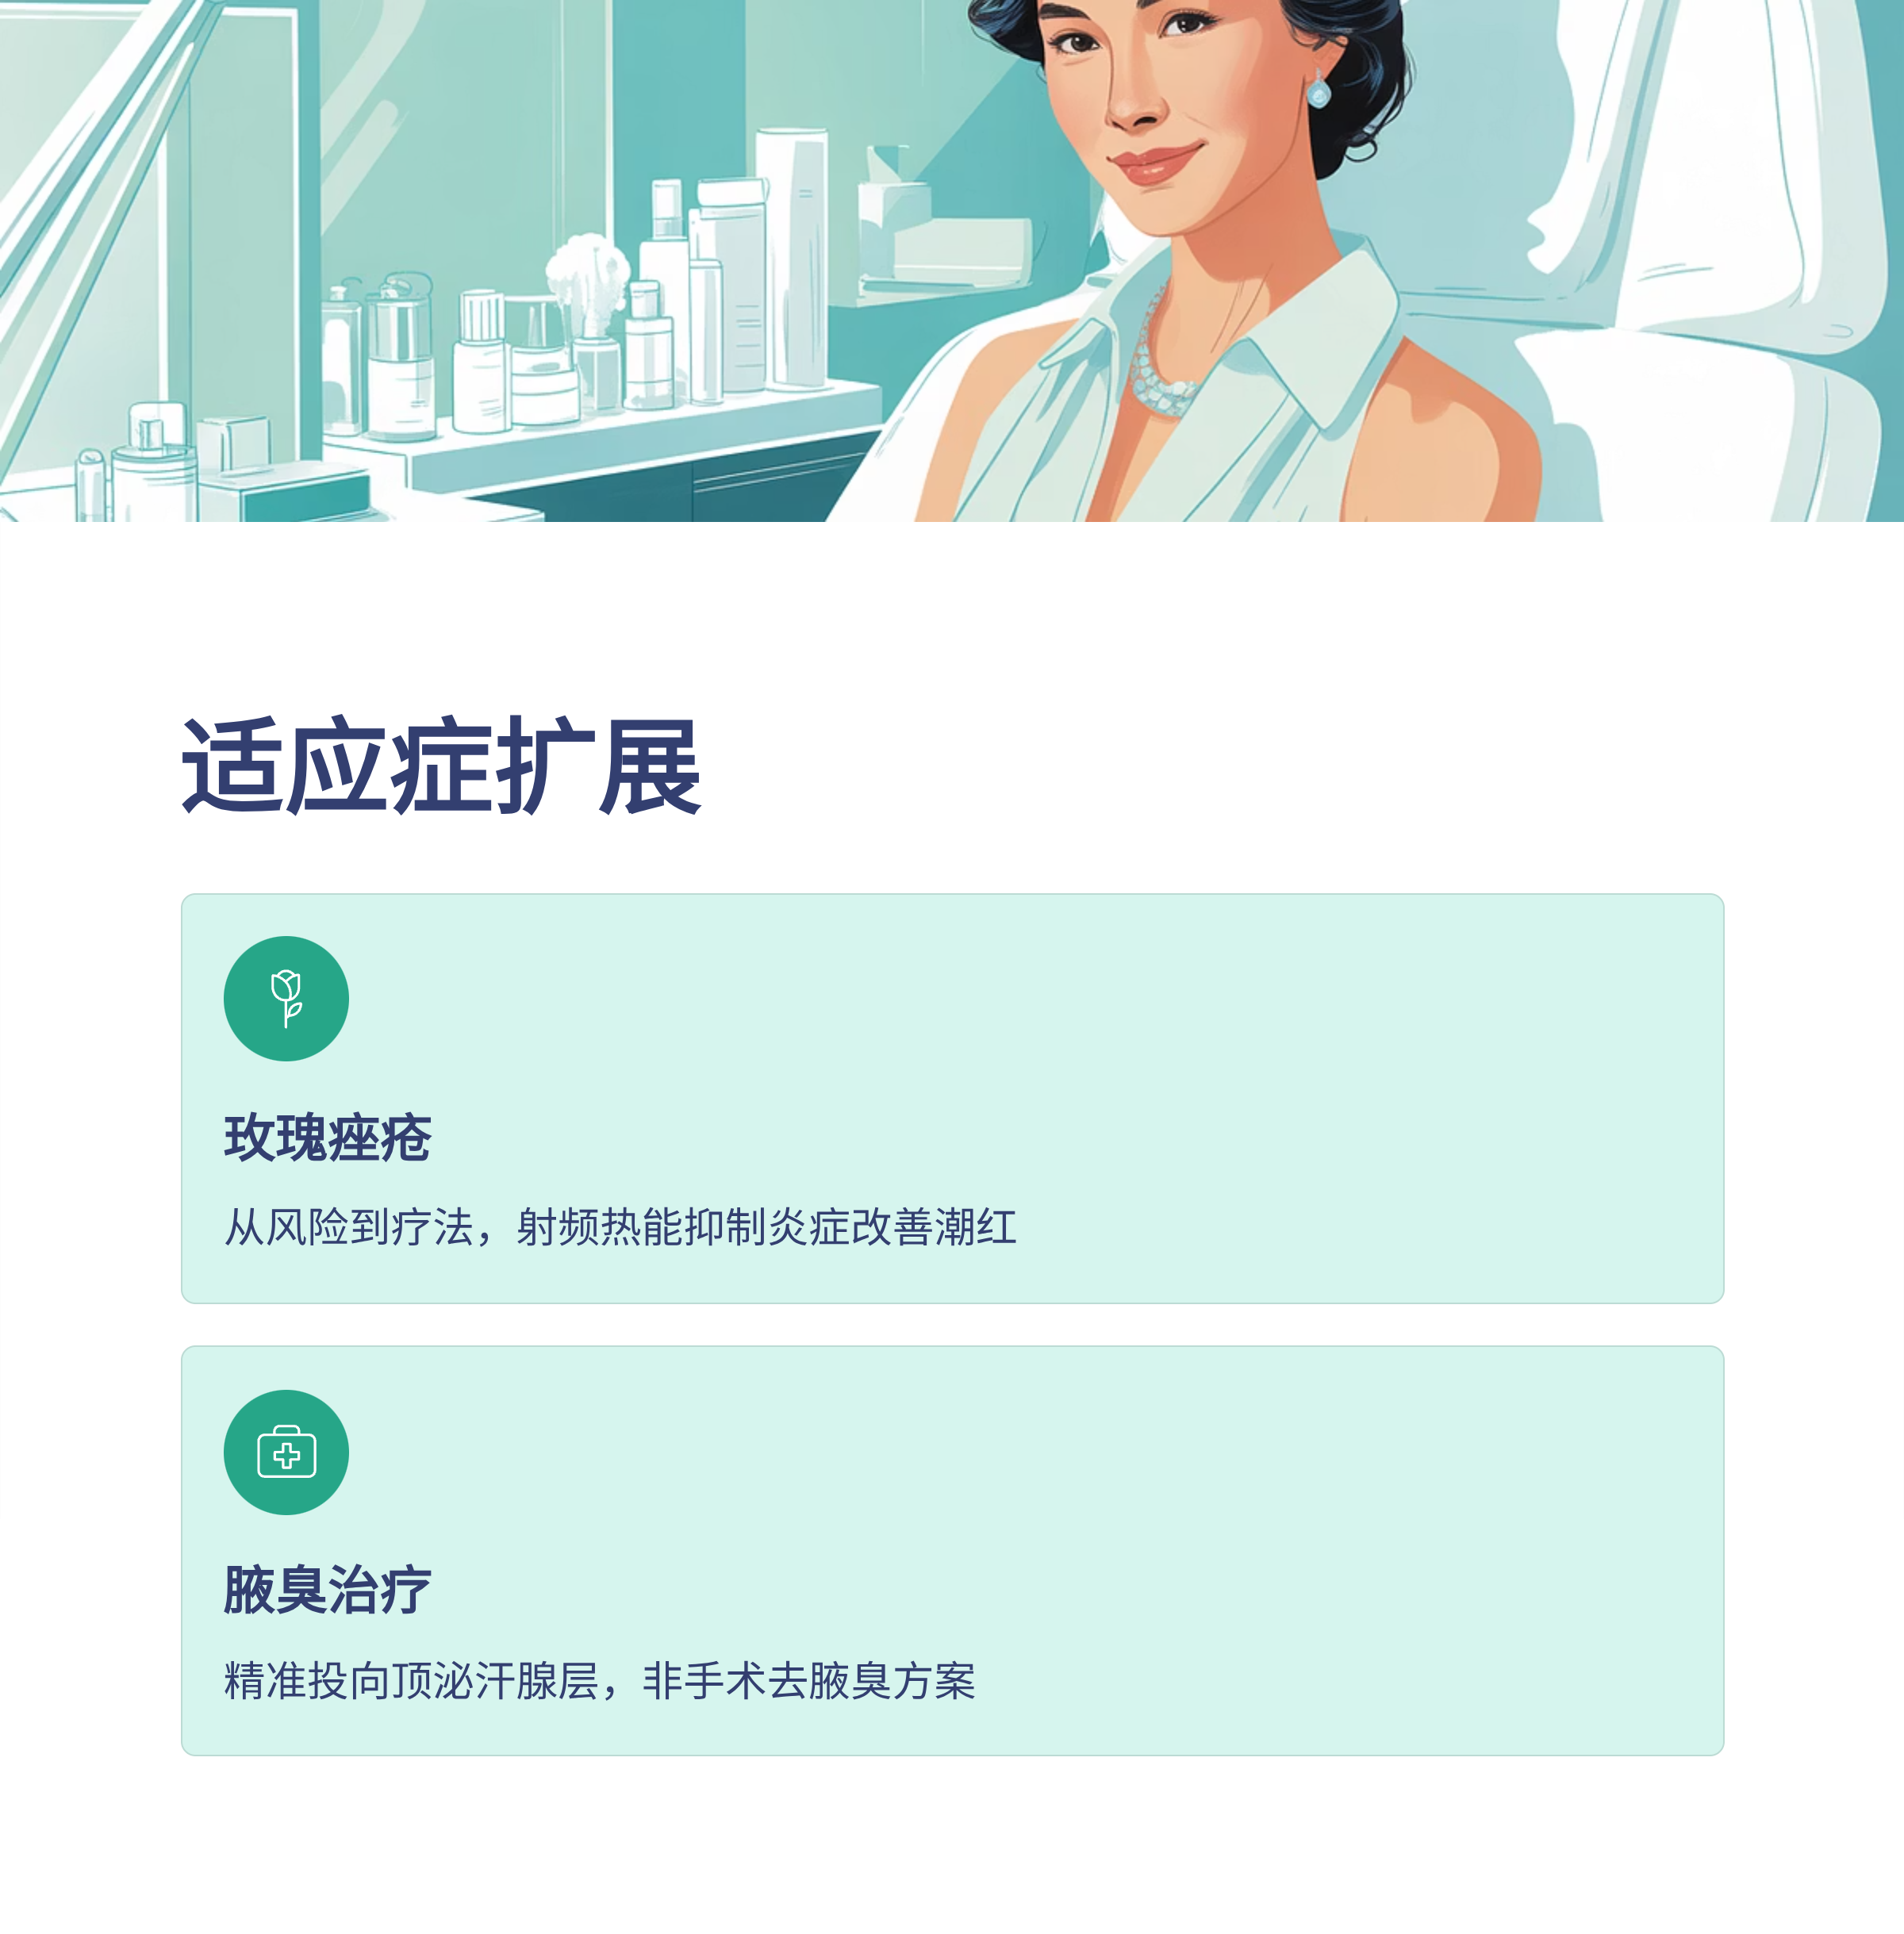 适应症扩展
玫瑰痤疮
从风险到疗法，射频热能抑制炎症改善潮红
腋臭治疗
精准投向顶泌汗腺层，非手术去腋臭方案